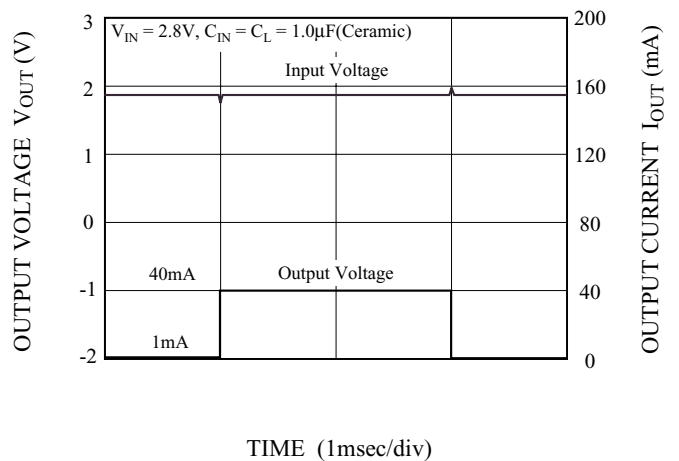 V_IN = 2.8V, C_IN = C_L = 1.0μF(Ceramic)
Input Voltage
3
2
1
0
-1
-2
OUTPUT VOLTAGE V_OUT (V)
200
160
120
80
40
0
OUTPUT CURRENT I_OUT (mA)
40mA
Output Voltage
1mA
TIME (1msec/div)